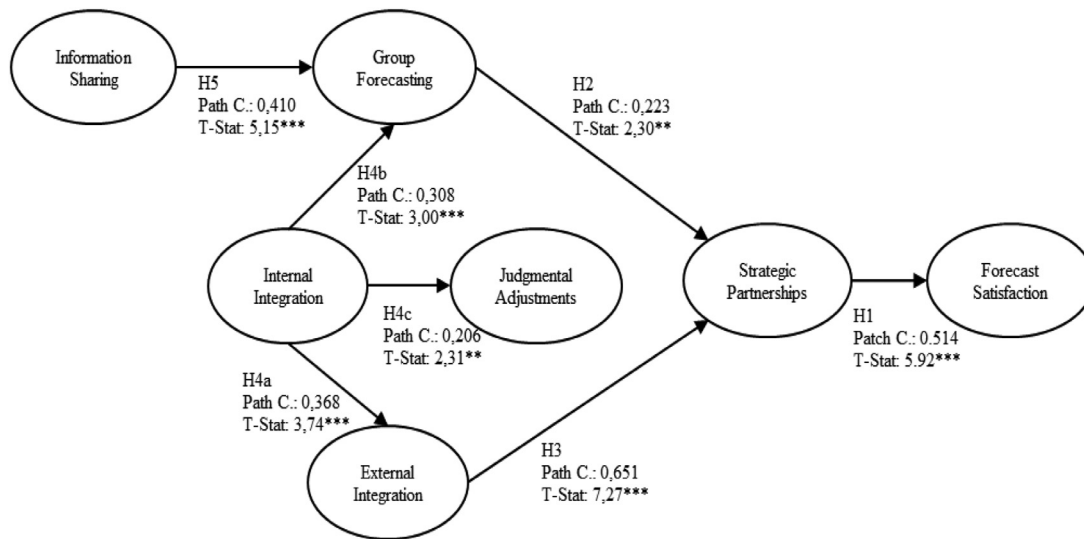 Information
Sharing
Group
Forecasting
H5
Path C.: 0,410
T-Stat: 5,15***
H2
Path C.: 0,223
T-Stat: 2,30**
H4b
Path C.: 0,308
T-Stat: 3,00***
Internal
Integration
Judgmental
Adjustments
Strategic
Partnerships
Forecast
Satisfaction
H4c
Path C.: 0,206
T-Stat: 2,31**
H1
Patch C.: 0.514
T-Stat: 5.92***
H4a
Path C.: 0,368
T-Stat: 3,74***
External
Integration
H3
Path C.: 0,651
T-Stat: 7,27***